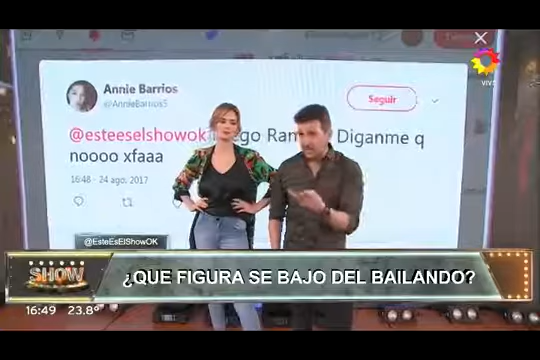 Annie Barrios
@AnnieBarrios5
Seguir
@esteeselshowok Diganme q
noooo xfaaa
16:48 - 24 ago. 2017
@EsteEsElShowOK
SHOW
¿QUE FIGURA SE BAJO DEL BAILANDO?
16:49 23.8°